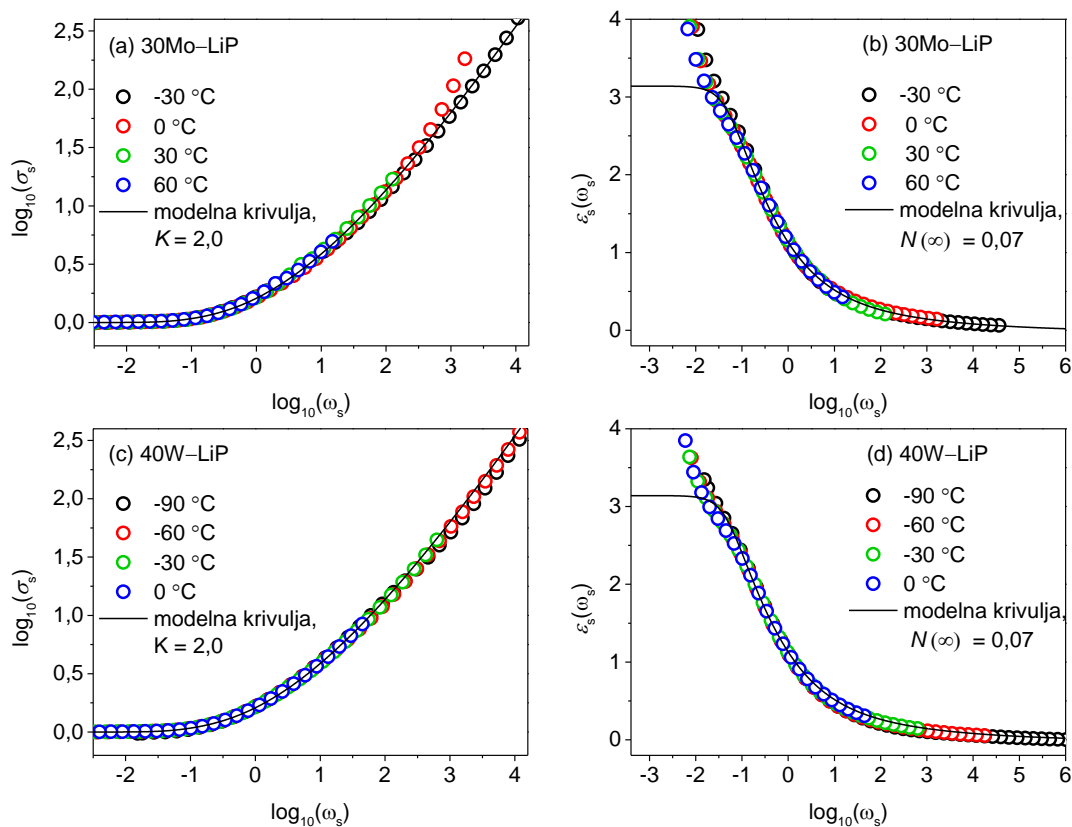 2,5
2,0
1,5
1,0
0,5
0,0
log₁₀(σₛ)
(a) 30Mo–LiP
-30 °C
0 °C
30 °C
60 °C
modelna krivulja,
K = 2,0
-2 -1 0 1 2 3 4
log₁₀(ωₛ)
4
3
2
1
0
εₛ(ωₛ)
(b) 30Mo–LiP
-30 °C
0 °C
30 °C
60 °C
modelna krivulja,
N(∞) = 0,07
-3 -2 -1 0 1 2 3 4 5 6
log₁₀(ωₛ)
2,5
2,0
1,5
1,0
0,5
0,0
log₁₀(σₛ)
(c) 40W–LiP
-90 °C
-60 °C
-30 °C
0 °C
modelna krivulja,
K = 2,0
-2 -1 0 1 2 3 4
log₁₀(ωₛ)
4
3
2
1
0
εₛ(ωₛ)
(d) 40W–LiP
-90 °C
-60 °C
-30 °C
0 °C
modelna krivulja,
N(∞) = 0,07
-3 -2 -1 0 1 2 3 4 5 6
log₁₀(ωₛ)